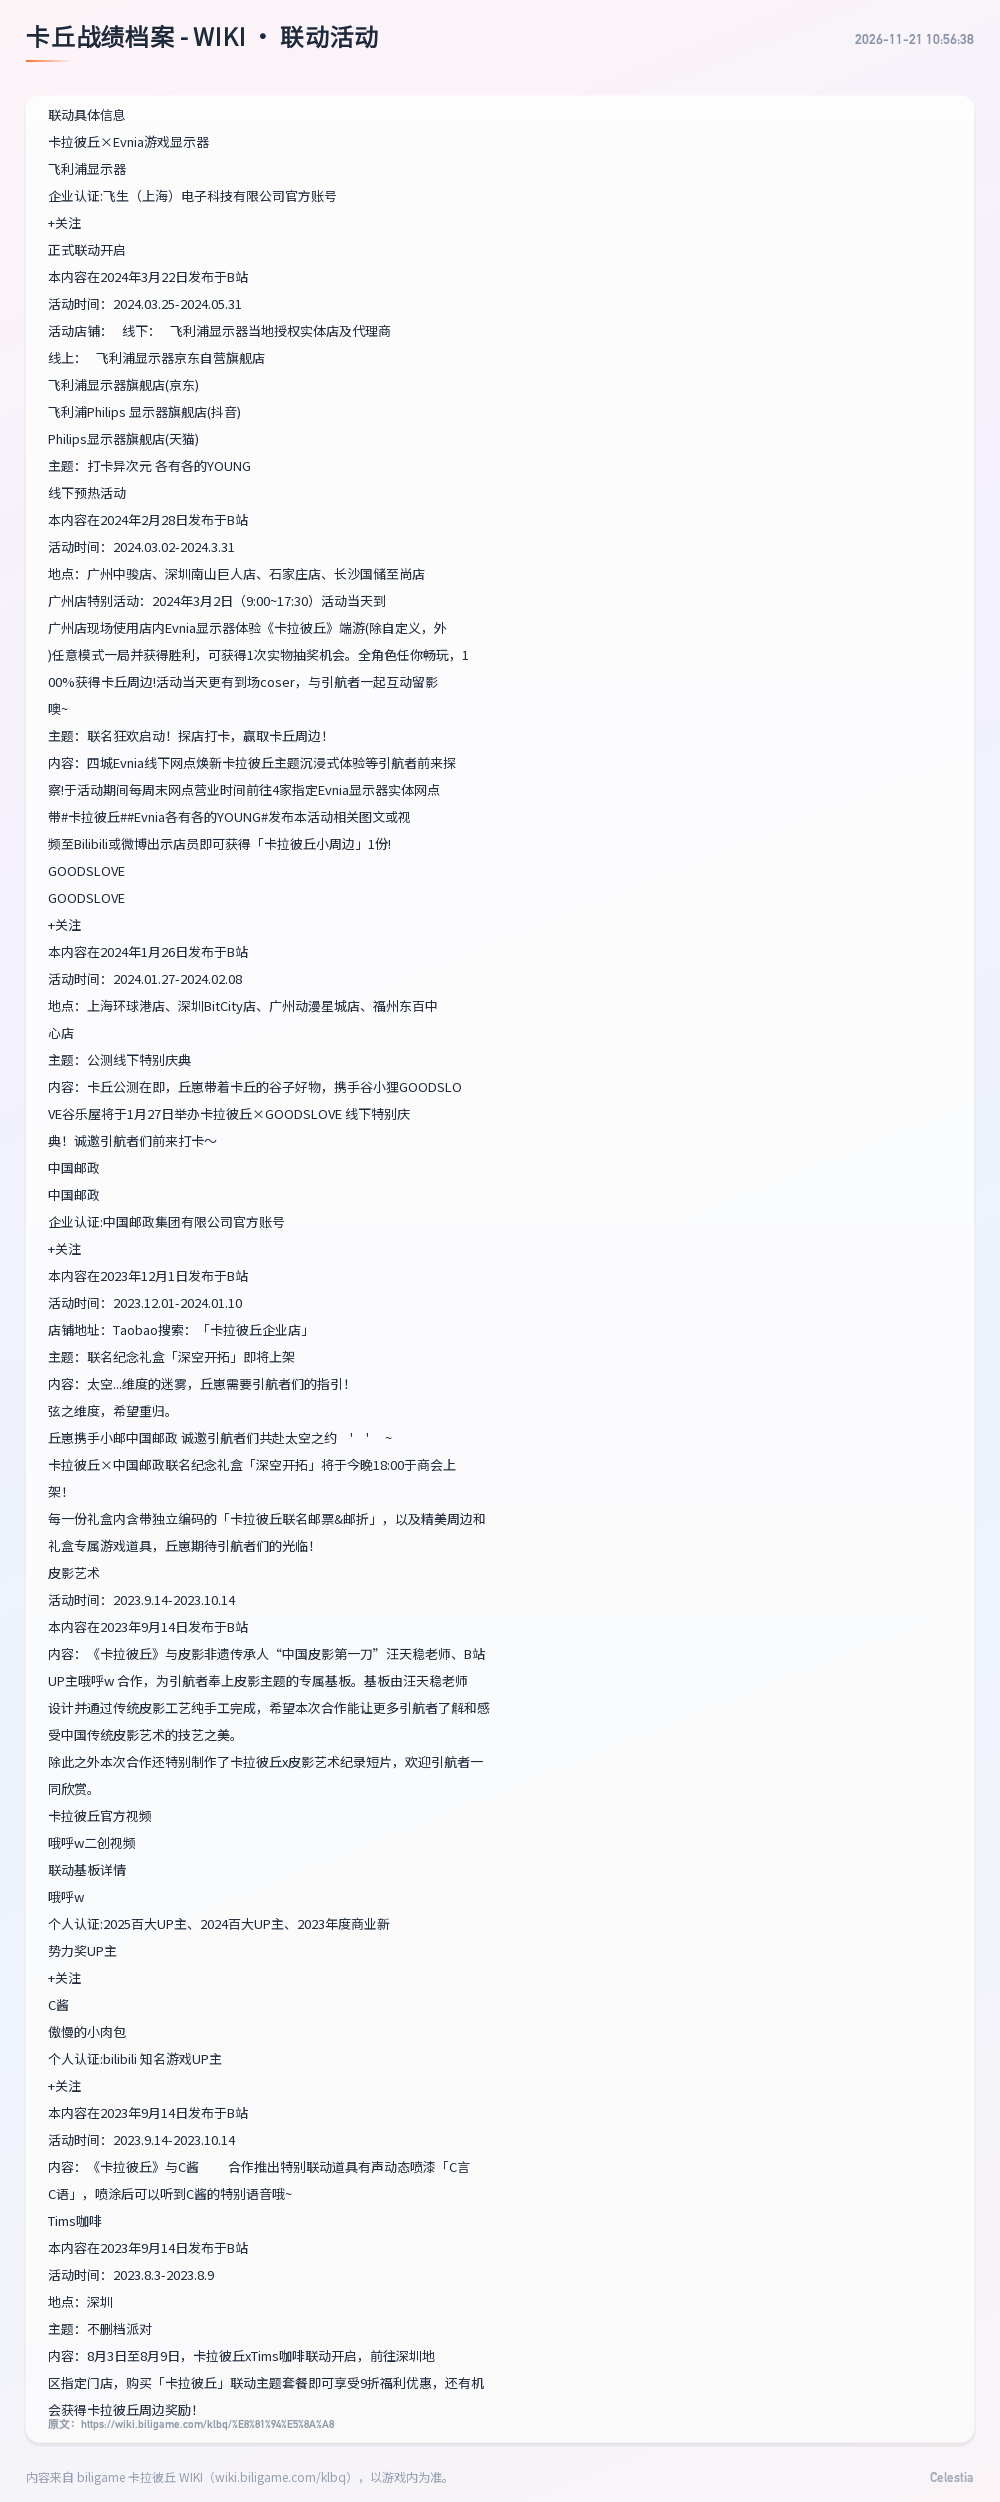 卡丘战绩档案 - WIKI · 联动活动
2026-11-21 10:56:38
联动具体信息
卡拉彼丘×Evnia游戏显示器
飞利浦显示器
企业认证:飞生（上海）电子科技有限公司官方账号
+关注
正式联动开启
本内容在2024年3月22日发布于B站
活动时间：2024.03.25-2024.05.31
活动店铺： 线下： 飞利浦显示器当地授权实体店及代理商
线上： 飞利浦显示器京东自营旗舰店
飞利浦显示器旗舰店(京东)
飞利浦Philips 显示器旗舰店(抖音)
Philips显示器旗舰店(天猫)
主题：打卡异次元 各有各的YOUNG
线下预热活动
本内容在2024年2月28日发布于B站
活动时间：2024.03.02-2024.3.31
地点：广州中骏店、深圳南山巨人店、石家庄店、长沙国储至尚店
广州店特别活动：2024年3月2日（9:00~17:30）活动当天到
广州店现场使用店内Evnia显示器体验《卡拉彼丘》端游(除自定义，外
)任意模式一局并获得胜利，可获得1次实物抽奖机会。全角色任你畅玩，1
00%获得卡丘周边!活动当天更有到场coser，与引航者一起互动留影
噢~
主题：联名狂欢启动！探店打卡，赢取卡丘周边！
内容：四城Evnia线下网点焕新卡拉彼丘主题沉浸式体验等引航者前来探
察!于活动期间每周末网点营业时间前往4家指定Evnia显示器实体网点
带#卡拉彼丘##Evnia各有各的YOUNG#发布本活动相关图文或视
频至Bilibili或微博出示店员即可获得「卡拉彼丘小周边」1份!
GOODSLOVE
GOODSLOVE
+关注
本内容在2024年1月26日发布于B站
活动时间：2024.01.27-2024.02.08
地点：上海环球港店、深圳BitCity店、广州动漫星城店、福州东百中
心店
主题：公测线下特别庆典
内容：卡丘公测在即，丘崽带着卡丘的谷子好物，携手谷小狸GOODSLO
VE谷乐屋将于1月27日举办卡拉彼丘×GOODSLOVE 线下特别庆
典！诚邀引航者们前来打卡～
中国邮政
中国邮政
企业认证:中国邮政集团有限公司官方账号
+关注
本内容在2023年12月1日发布于B站
活动时间：2023.12.01-2024.01.10
店铺地址：Taobao搜索：「卡拉彼丘企业店」
主题：联名纪念礼盒「深空开拓」即将上架
内容：太空...维度的迷雾，丘崽需要引航者们的指引！
弦之维度，希望重归。
丘崽携手小邮中国邮政 诚邀引航者们共赴太空之约 ' ' ~
卡拉彼丘×中国邮政联名纪念礼盒「深空开拓」将于今晚18:00于商会上
架！
每一份礼盒内含带独立编码的「卡拉彼丘联名邮票&邮折」，以及精美周边和
礼盒专属游戏道具，丘崽期待引航者们的光临！
皮影艺术
活动时间：2023.9.14-2023.10.14
本内容在2023年9月14日发布于B站
内容：《卡拉彼丘》与皮影非遗传承人“中国皮影第一刀”汪天稳老师、B站
UP主哦呼w 合作，为引航者奉上皮影主题的专属基板。基板由汪天稳老师
设计并通过传统皮影工艺纯手工完成，希望本次合作能让更多引航者了解和感
受中国传统皮影艺术的技艺之美。
除此之外本次合作还特别制作了卡拉彼丘x皮影艺术纪录短片，欢迎引航者一
同欣赏。
卡拉彼丘官方视频
哦呼w二创视频
联动基板详情
哦呼w
个人认证:2025百大UP主、2024百大UP主、2023年度商业新
势力奖UP主
+关注
C酱
傲慢的小肉包
个人认证:bilibili 知名游戏UP主
+关注
本内容在2023年9月14日发布于B站
活动时间：2023.9.14-2023.10.14
内容：《卡拉彼丘》与C酱 合作推出特别联动道具有声动态喷漆「C言
C语」，喷涂后可以听到C酱的特别语音哦~
Tims咖啡
本内容在2023年9月14日发布于B站
活动时间：2023.8.3-2023.8.9
地点：深圳
主题：不删档派对
内容：8月3日至8月9日，卡拉彼丘xTims咖啡联动开启，前往深圳地
区指定门店，购买「卡拉彼丘」联动主题套餐即可享受9折福利优惠，还有机
会获得卡拉彼丘周边奖励！
原文：https://wiki.biligame.com/klbq/%E8%81%94%E5%8A%A8
内容来自 biligame 卡拉彼丘 WIKI（wiki.biligame.com/klbq），以游戏内为准。
Celestia